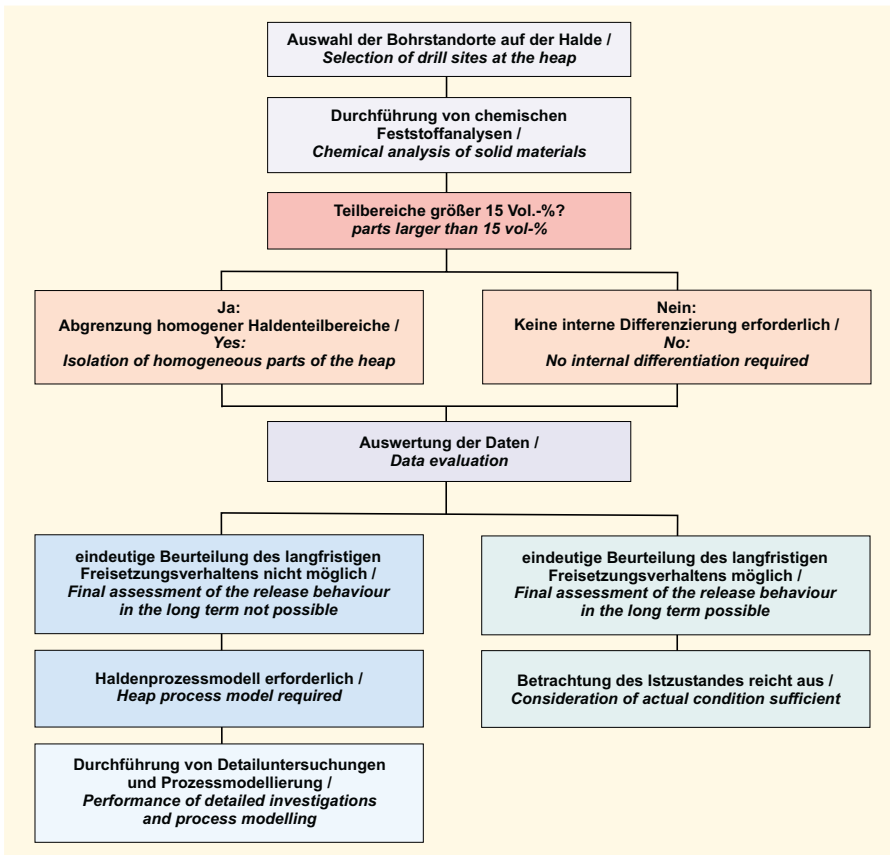 Auswahl der Bohrstandorte auf der Halde /
Selection of drill sites at the heap
Durchführung von chemischen
Feststoffanalysen /
Chemical analysis of solid materials
Teilbereiche größer 15 Vol.-%?
parts larger than 15 vol-%
Ja:
Abgrenzung homogener Haldenteilbereiche /
Yes:
Isolation of homogeneous parts of the heap
Nein:
Keine interne Differenzierung erforderlich /
No:
No internal differentiation required
Auswertung der Daten /
Data evaluation
eindeutige Beurteilung des langfristigen
Freisetzungsverhaltens nicht möglich /
Final assessment of the release behaviour
in the long term not possible
eindeutige Beurteilung des langfristigen
Freisetzungsverhaltens möglich /
Final assessment of the release behaviour
in the long term possible
Haldenprozessmodell erforderlich /
Heap process model required
Betrachtung des Istzustandes reicht aus /
Consideration of actual condition sufficient
Durchführung von Detailuntersuchungen
und Prozessmodellierung /
Performance of detailed investigations
and process modelling